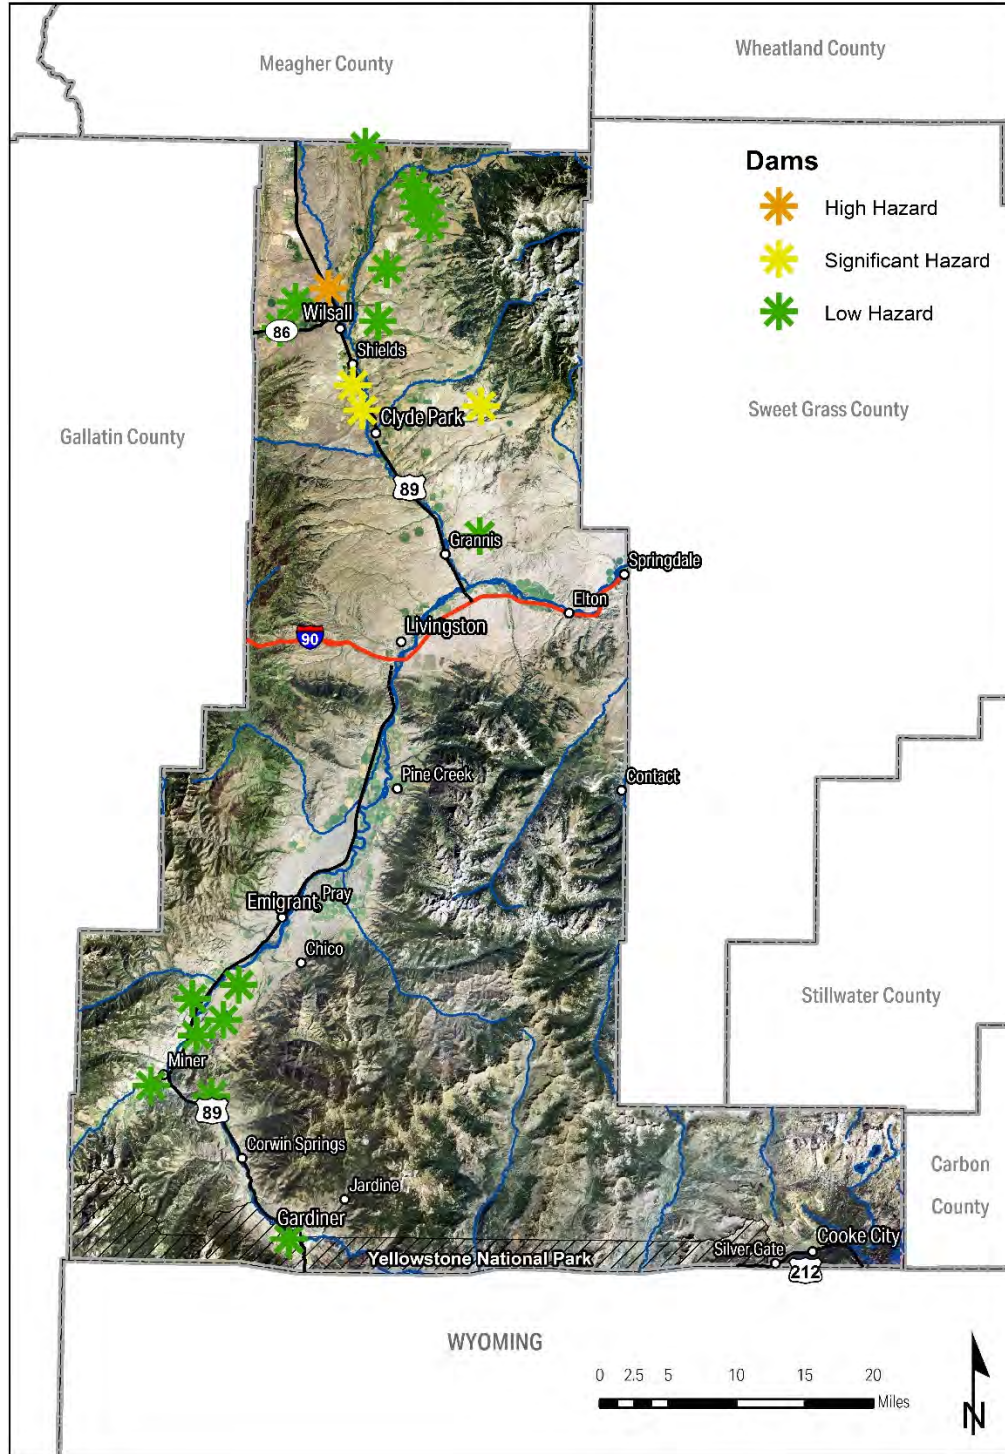 Meagher County
Wheatland County
Dams
High Hazard
Significant Hazard
Low Hazard
Wilsall
86
Shields
Clyde Park
Sweet Grass County
Gallatin County
89
Grannis
Springdale
Elton
Livingston
90
Pine Creek
Contact
Emigrant
Pray
Chico
Stillwater County
Miner
89
Corwin Springs
Carbon
County
Jardine
Gardiner
Cooke City
Silver Gate
Yellowstone National Park
212
WYOMING
0 2.5 5 10 15 20
Miles
N